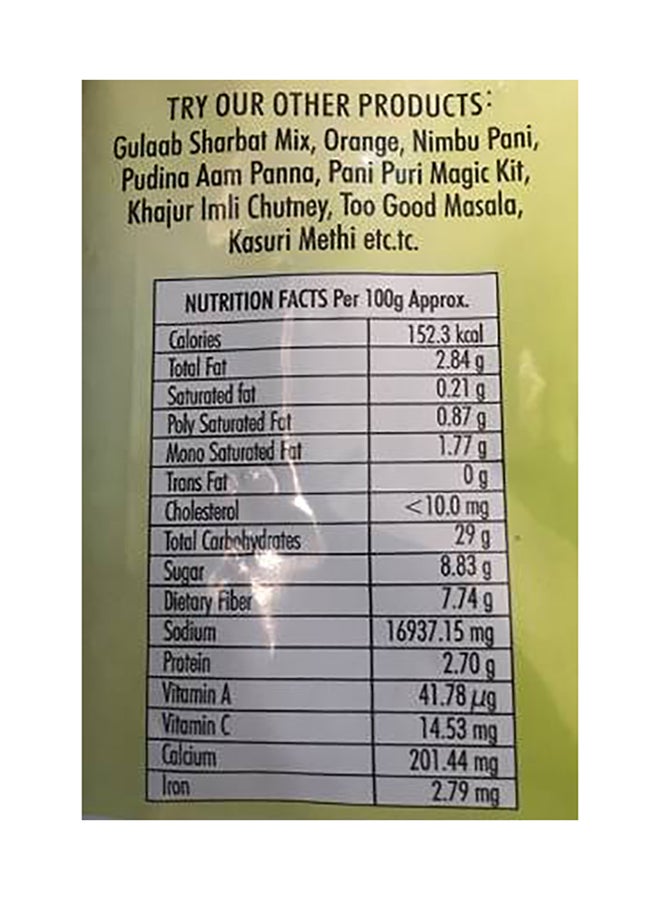 TRY OUR OTHER PRODUCTS:
Gulaab Sharbat Mix, Orange, Nimbu Pani,
Pudina Aam Panna, Pani Puri Magic Kit,
Khajur Imli Chutney, Too Good Masala,
Kasuri Methi etc.tc.
NUTRITION FACTS Per 100g Approx.
Calories 152.3 kcal
Total Fat 2.84 g
Saturated fat 0.21 g
Poly Saturated Fat 0.87 g
Mono Saturated Fat 1.77 g
Trans Fat 0 g
Cholesterol <10.0 mg
Total Carbohydrates 29 g
Sugar 8.83 g
Dietary Fiber 7.74 g
Sodium 16937.15 mg
Protein 2.70 g
Vitamin A 41.78 µg
Vitamin C 14.53 mg
Calcium 201.44 mg
Iron 2.79 mg